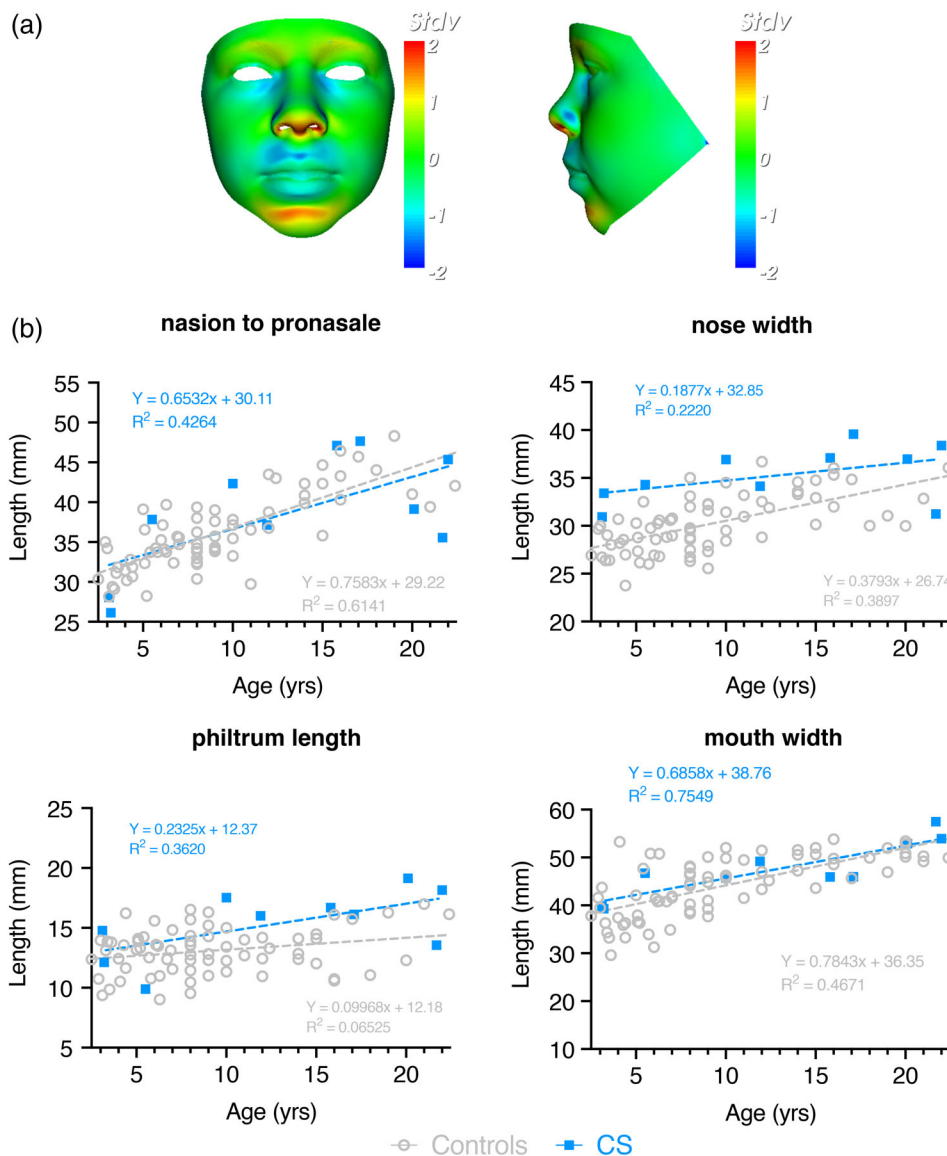 (a)
Stdv
2
1
0
-1
-2
Stdv
2
1
0
-1
-2
(b)
nasion to pronasale
Y = 0.6532x + 30.11
R² = 0.4264
Y = 0.7583x + 29.22
R² = 0.6141
Length (mm)
55
50
45
40
35
30
25
5
10
15
20
Age (yrs)
nose width
Y = 0.1877x + 32.85
R² = 0.2220
Y = 0.3793x + 26.74
R² = 0.3897
Length (mm)
45
40
35
30
25
20
5
10
15
20
Age (yrs)
philtrum length
Y = 0.2325x + 12.37
R² = 0.3620
Y = 0.09968x + 12.18
R² = 0.06525
Length (mm)
25
20
15
10
5
5
10
15
20
Age (yrs)
mouth width
Y = 0.6858x + 38.76
R² = 0.7549
Y = 0.7843x + 36.35
R² = 0.4671
Length (mm)
60
50
40
30
20
10
5
10
15
20
Age (yrs)
Controls
CS